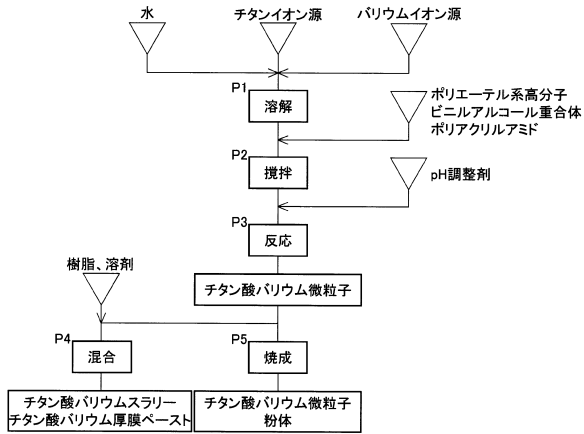 水
チタンイオン源
バリウムイオン源
P1
溶解
ポリエーテル系高分子
ビニルアルコール重合体
ポリアクリルアミド
P2
攪拌
pH調整剤
P3
反応
樹脂、溶剤
チタン酸バリウム微粒子
P4
混合
P5
焼成
チタン酸バリウムスラリー
チタン酸バリウム厚膜ペースト
チタン酸バリウム微粒子
粉体